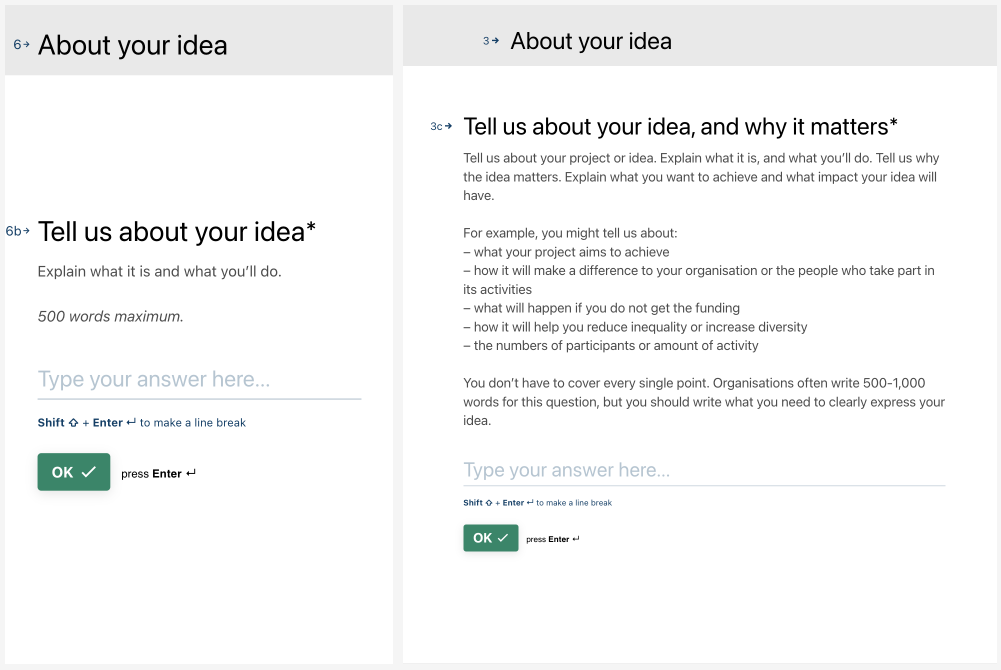 6→ About your idea
6b→ Tell us about your idea*
Explain what it is and what you’ll do.
500 words maximum.
Type your answer here...
Shift ⇧ + Enter ↵ to make a line break
OK ✓ press Enter ↵
3→ About your idea
3c→ Tell us about your idea, and why it matters*
Tell us about your project or idea. Explain what it is, and what you’ll do. Tell us why
the idea matters. Explain what you want to achieve and what impact your idea will
have.
For example, you might tell us about:
– what your project aims to achieve
– how it will make a difference to your organisation or the people who take part in
its activities
– what will happen if you do not get the funding
– how it will help you reduce inequality or increase diversity
– the numbers of participants or amount of activity
You don’t have to cover every single point. Organisations often write 500-1,000
words for this question, but you should write what you need to clearly express your
idea.
Type your answer here...
Shift ⇧ + Enter ↵ to make a line break
OK ✓ press Enter ↵